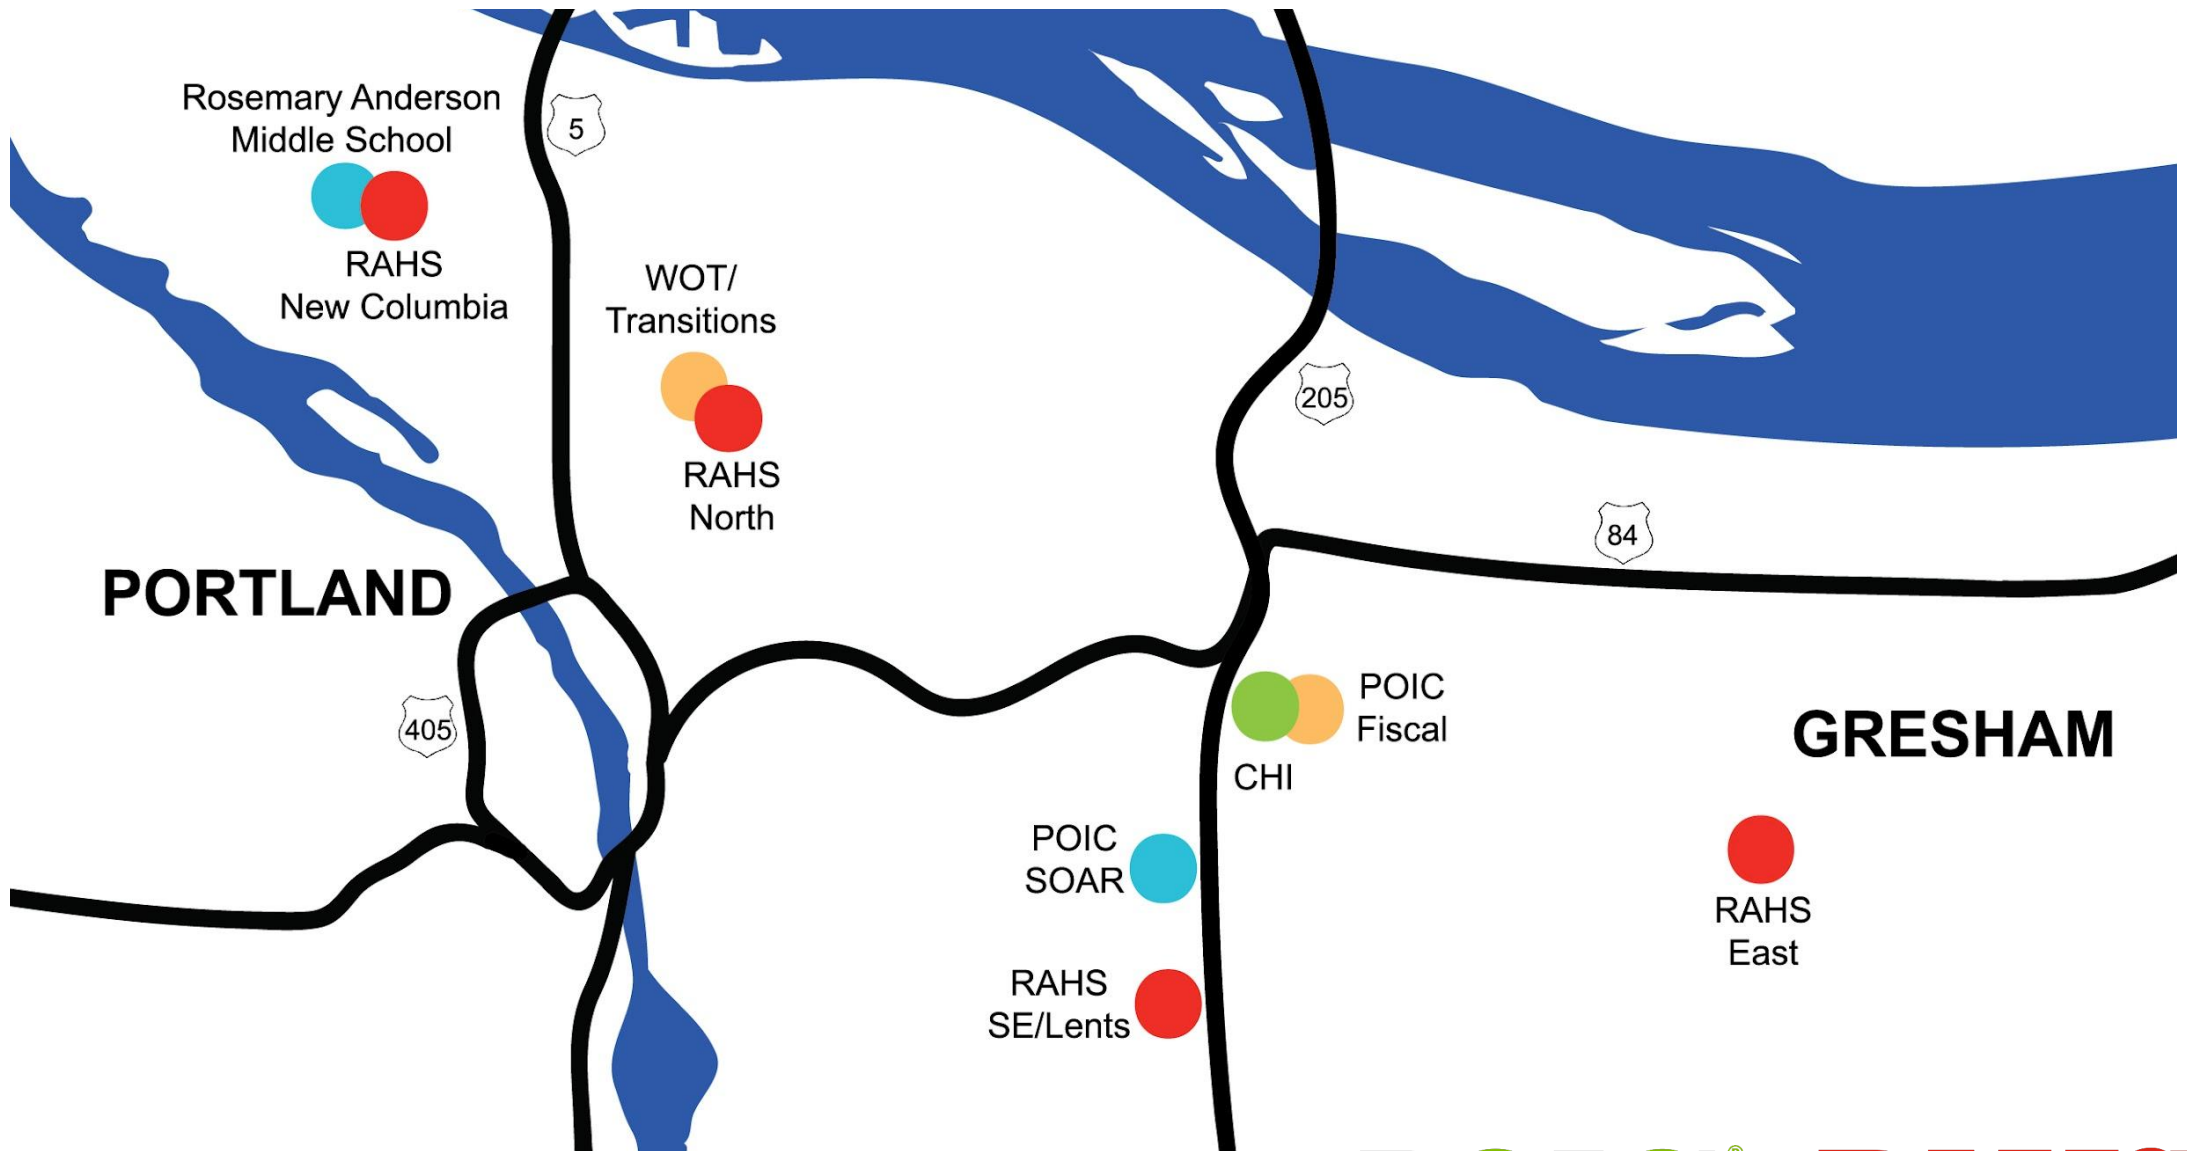 Rosemary Anderson
Middle School
RAHS
New Columbia
5
WOT/
Transitions
RAHS
North
205
84
PORTLAND
405
POIC
Fiscal
CHI
GRESHAM
POIC
SOAR
RAHS
East
RAHS
SE/Lents